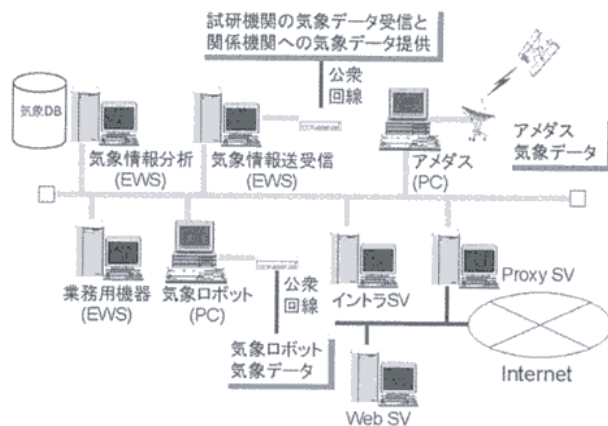 試研機関の気象データ受信と
関係機関への気象データ提供
公衆
回線
気象DB
アメダス
気象データ
気象情報分析
(EWS)
気象情報送受信
(EWS)
アメダス
(PC)
業務用機器
(EWS)
気象ロボット
(PC)
公衆
回線
イントラSV
Proxy SV
気象ロボット
気象データ
Internet
Web SV